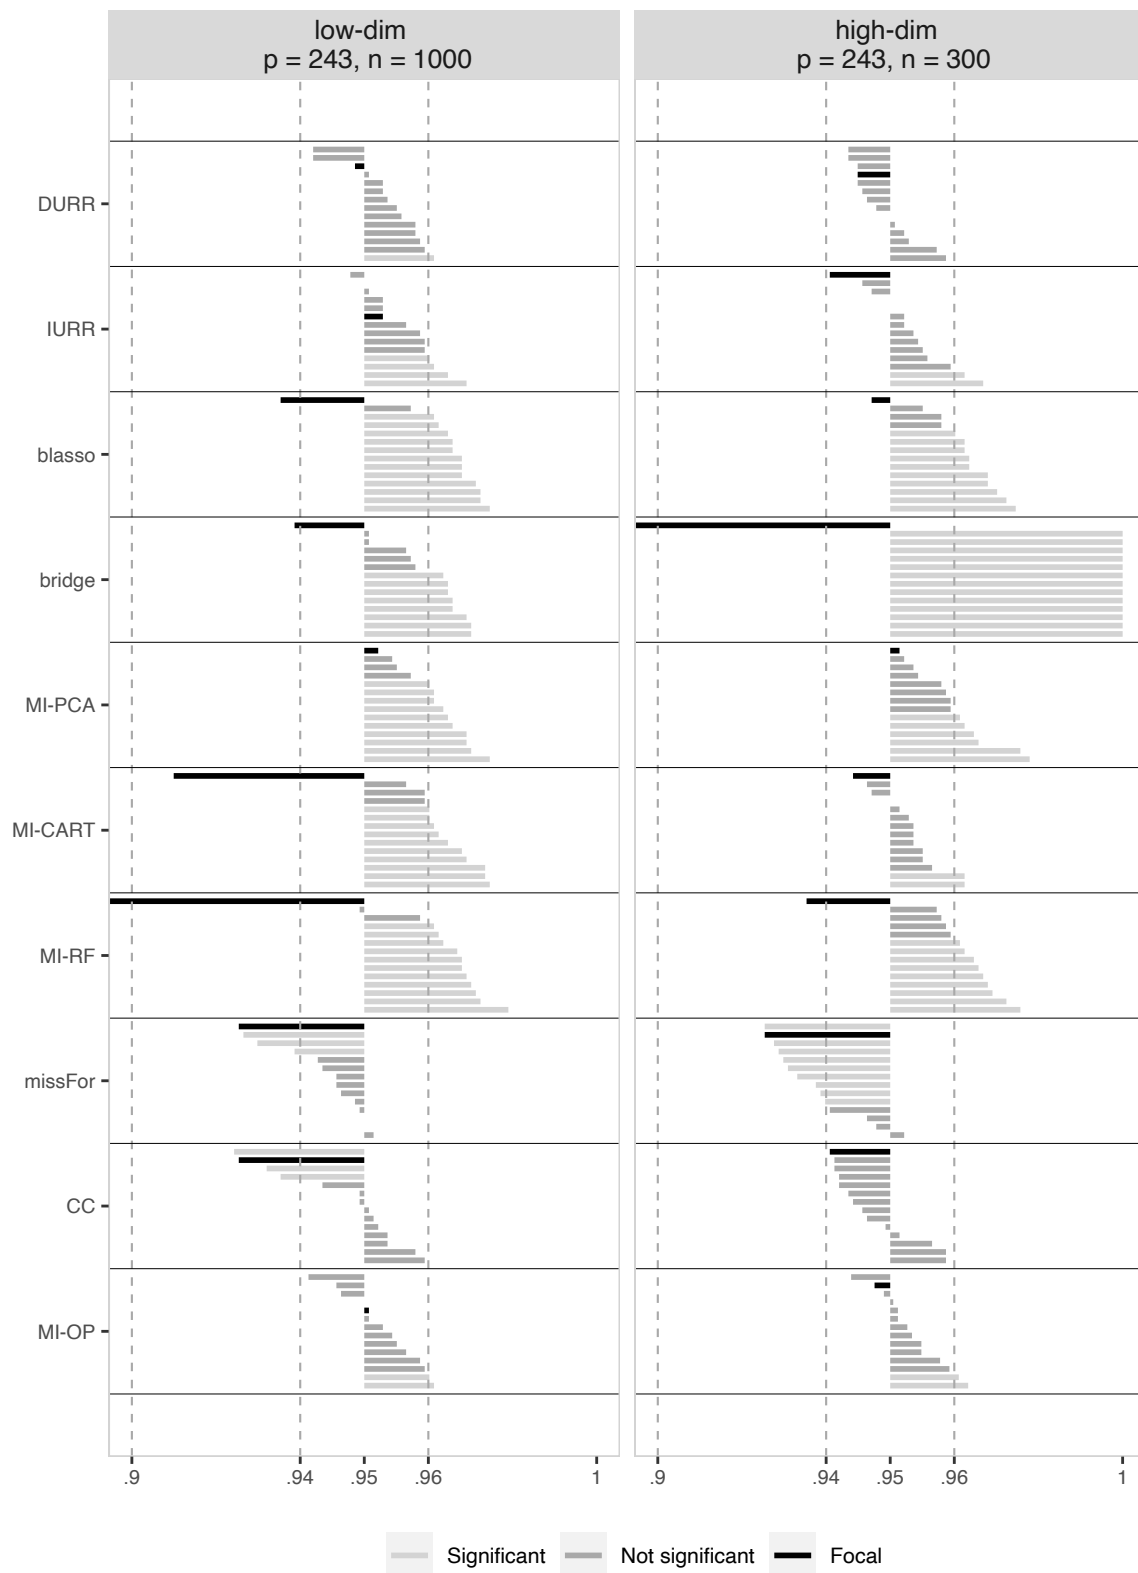 low-dim
p = 243, n = 1000
high-dim
p = 243, n = 300
DURR
IURR
blasso
bridge
MI-PCA
MI-CART
MI-RF
missFor
CC
MI-OP
.9 .94 .95 .96 1
.9 .94 .95 .96 1
Significant Not significant Focal